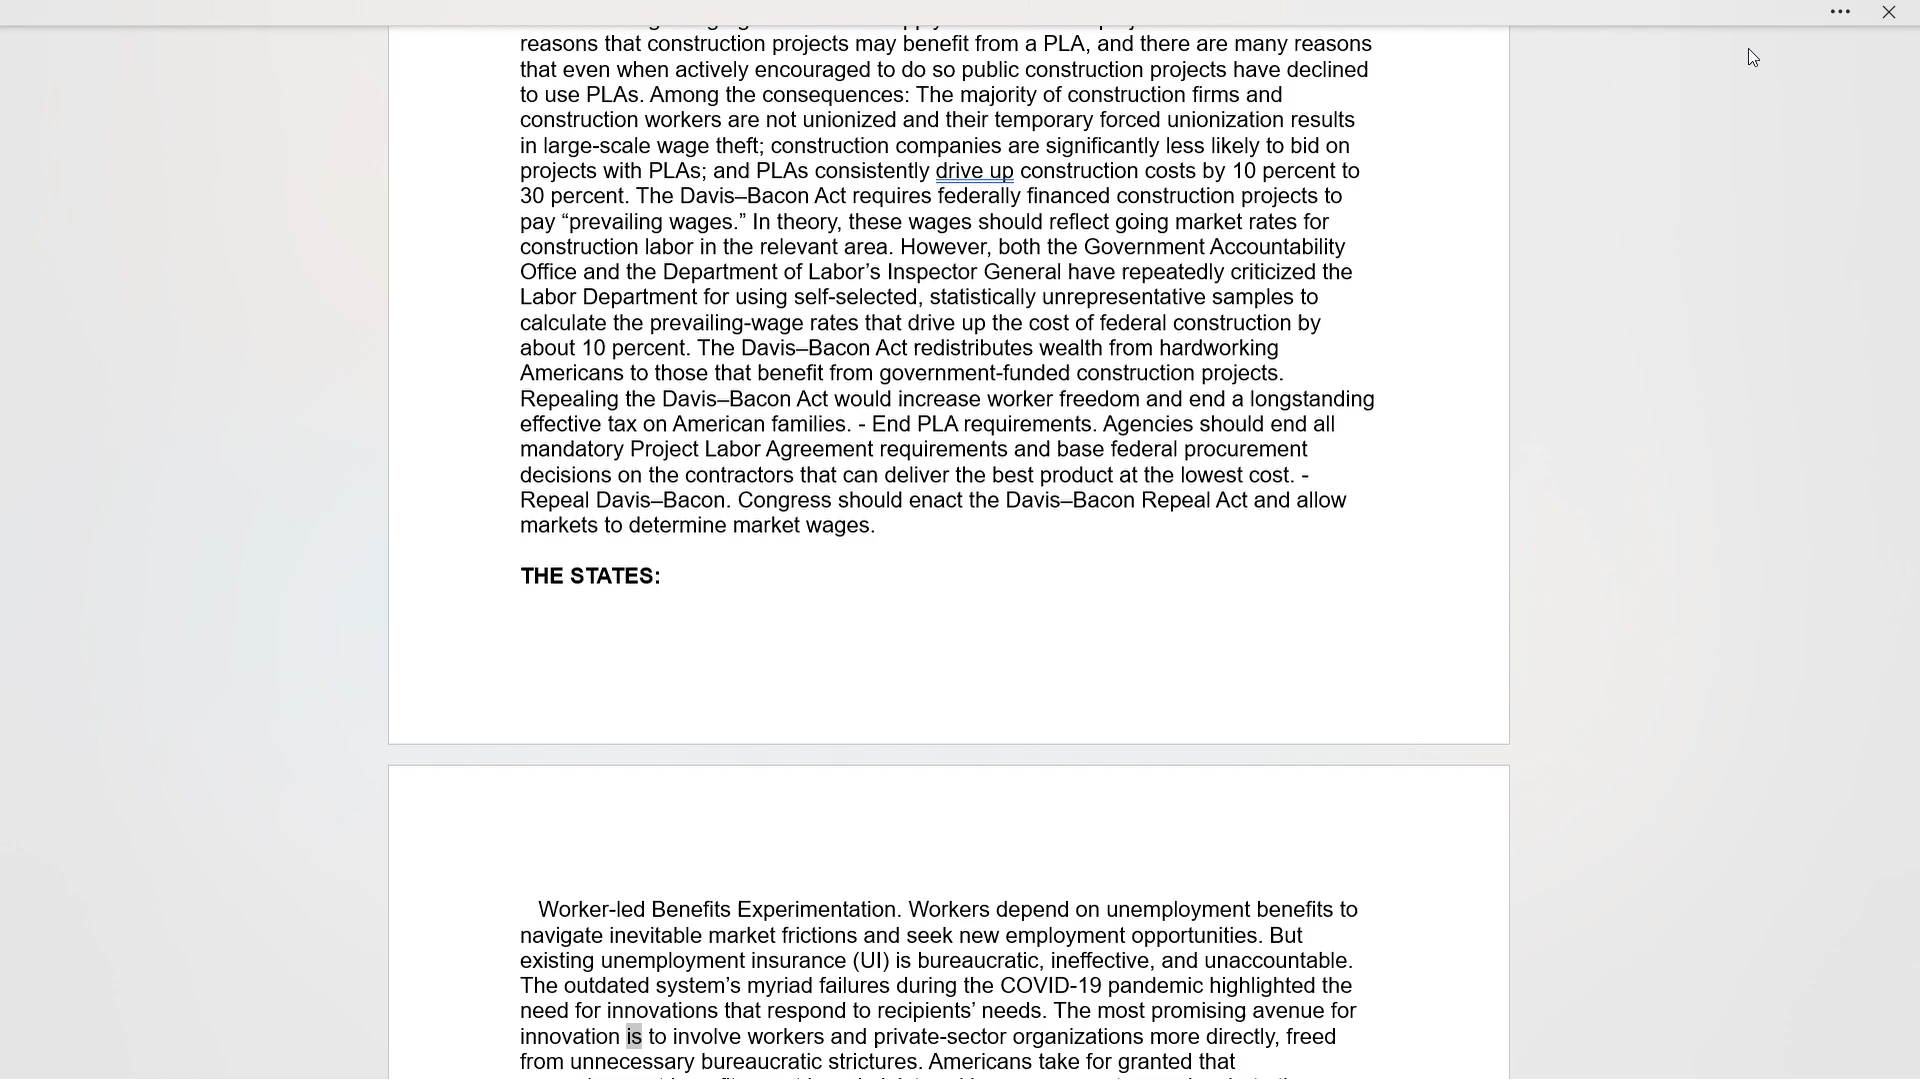 reasons that construction projects may benefit from a PLA, and there are many reasons
that even when actively encouraged to do so public construction projects have declined
to use PLAs. Among the consequences: The majority of construction firms and
construction workers are not unionized and their temporary forced unionization results
in large-scale wage theft; construction companies are significantly less likely to bid on
projects with PLAs; and PLAs consistently drive up construction costs by 10 percent to
30 percent. The Davis–Bacon Act requires federally financed construction projects to
pay “prevailing wages.” In theory, these wages should reflect going market rates for
construction labor in the relevant area. However, both the Government Accountability
Office and the Department of Labor’s Inspector General have repeatedly criticized the
Labor Department for using self-selected, statistically unrepresentative samples to
calculate the prevailing-wage rates that drive up the cost of federal construction by
about 10 percent. The Davis–Bacon Act redistributes wealth from hardworking
Americans to those that benefit from government-funded construction projects.
Repealing the Davis–Bacon Act would increase worker freedom and end a longstanding
effective tax on American families. - End PLA requirements. Agencies should end all
mandatory Project Labor Agreement requirements and base federal procurement
decisions on the contractors that can deliver the best product at the lowest cost. -
Repeal Davis–Bacon. Congress should enact the Davis–Bacon Repeal Act and allow
markets to determine market wages.
THE STATES:
Worker-led Benefits Experimentation. Workers depend on unemployment benefits to
navigate inevitable market frictions and seek new employment opportunities. But
existing unemployment insurance (UI) is bureaucratic, ineffective, and unaccountable.
The outdated system’s myriad failures during the COVID-19 pandemic highlighted the
need for innovations that respond to recipients’ needs. The most promising avenue for
innovation is to involve workers and private-sector organizations more directly, freed
from unnecessary bureaucratic strictures. Americans take for granted that